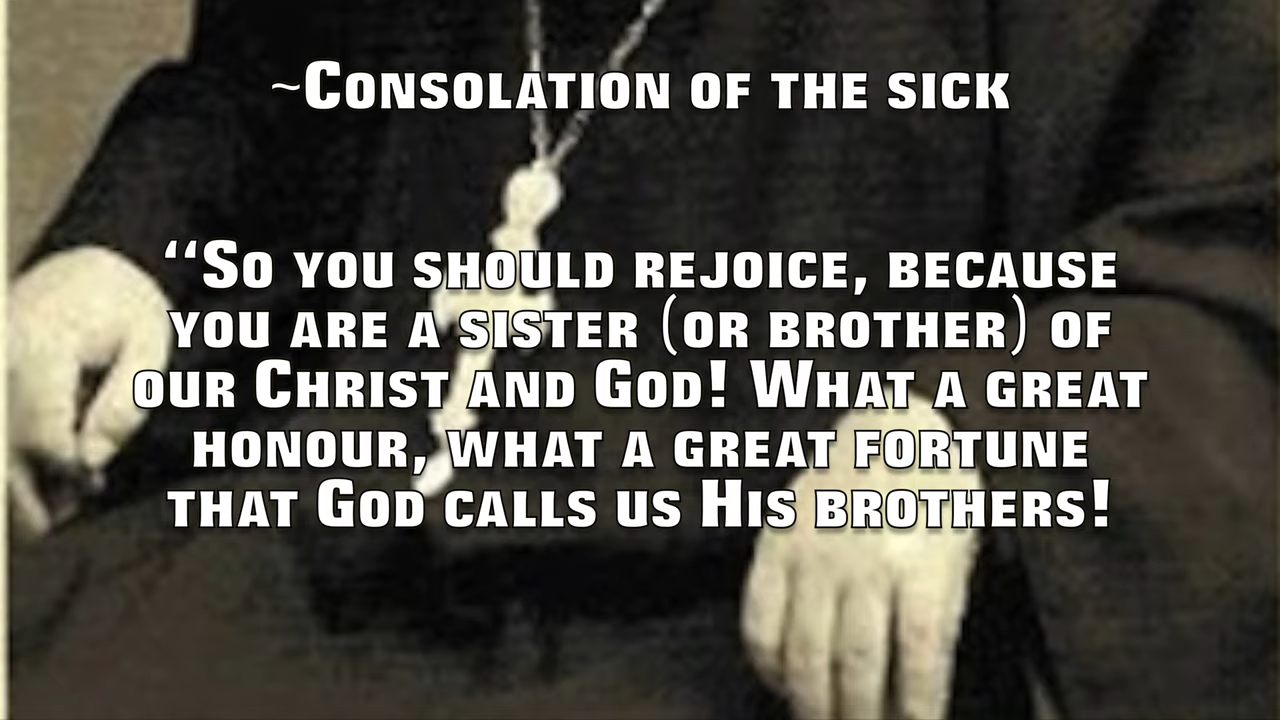 ~Consolation of the sick
“So you should rejoice, because
you are a sister (or brother) of
our Christ and God! What a great
honour, what a great fortune
that God calls us His brothers!